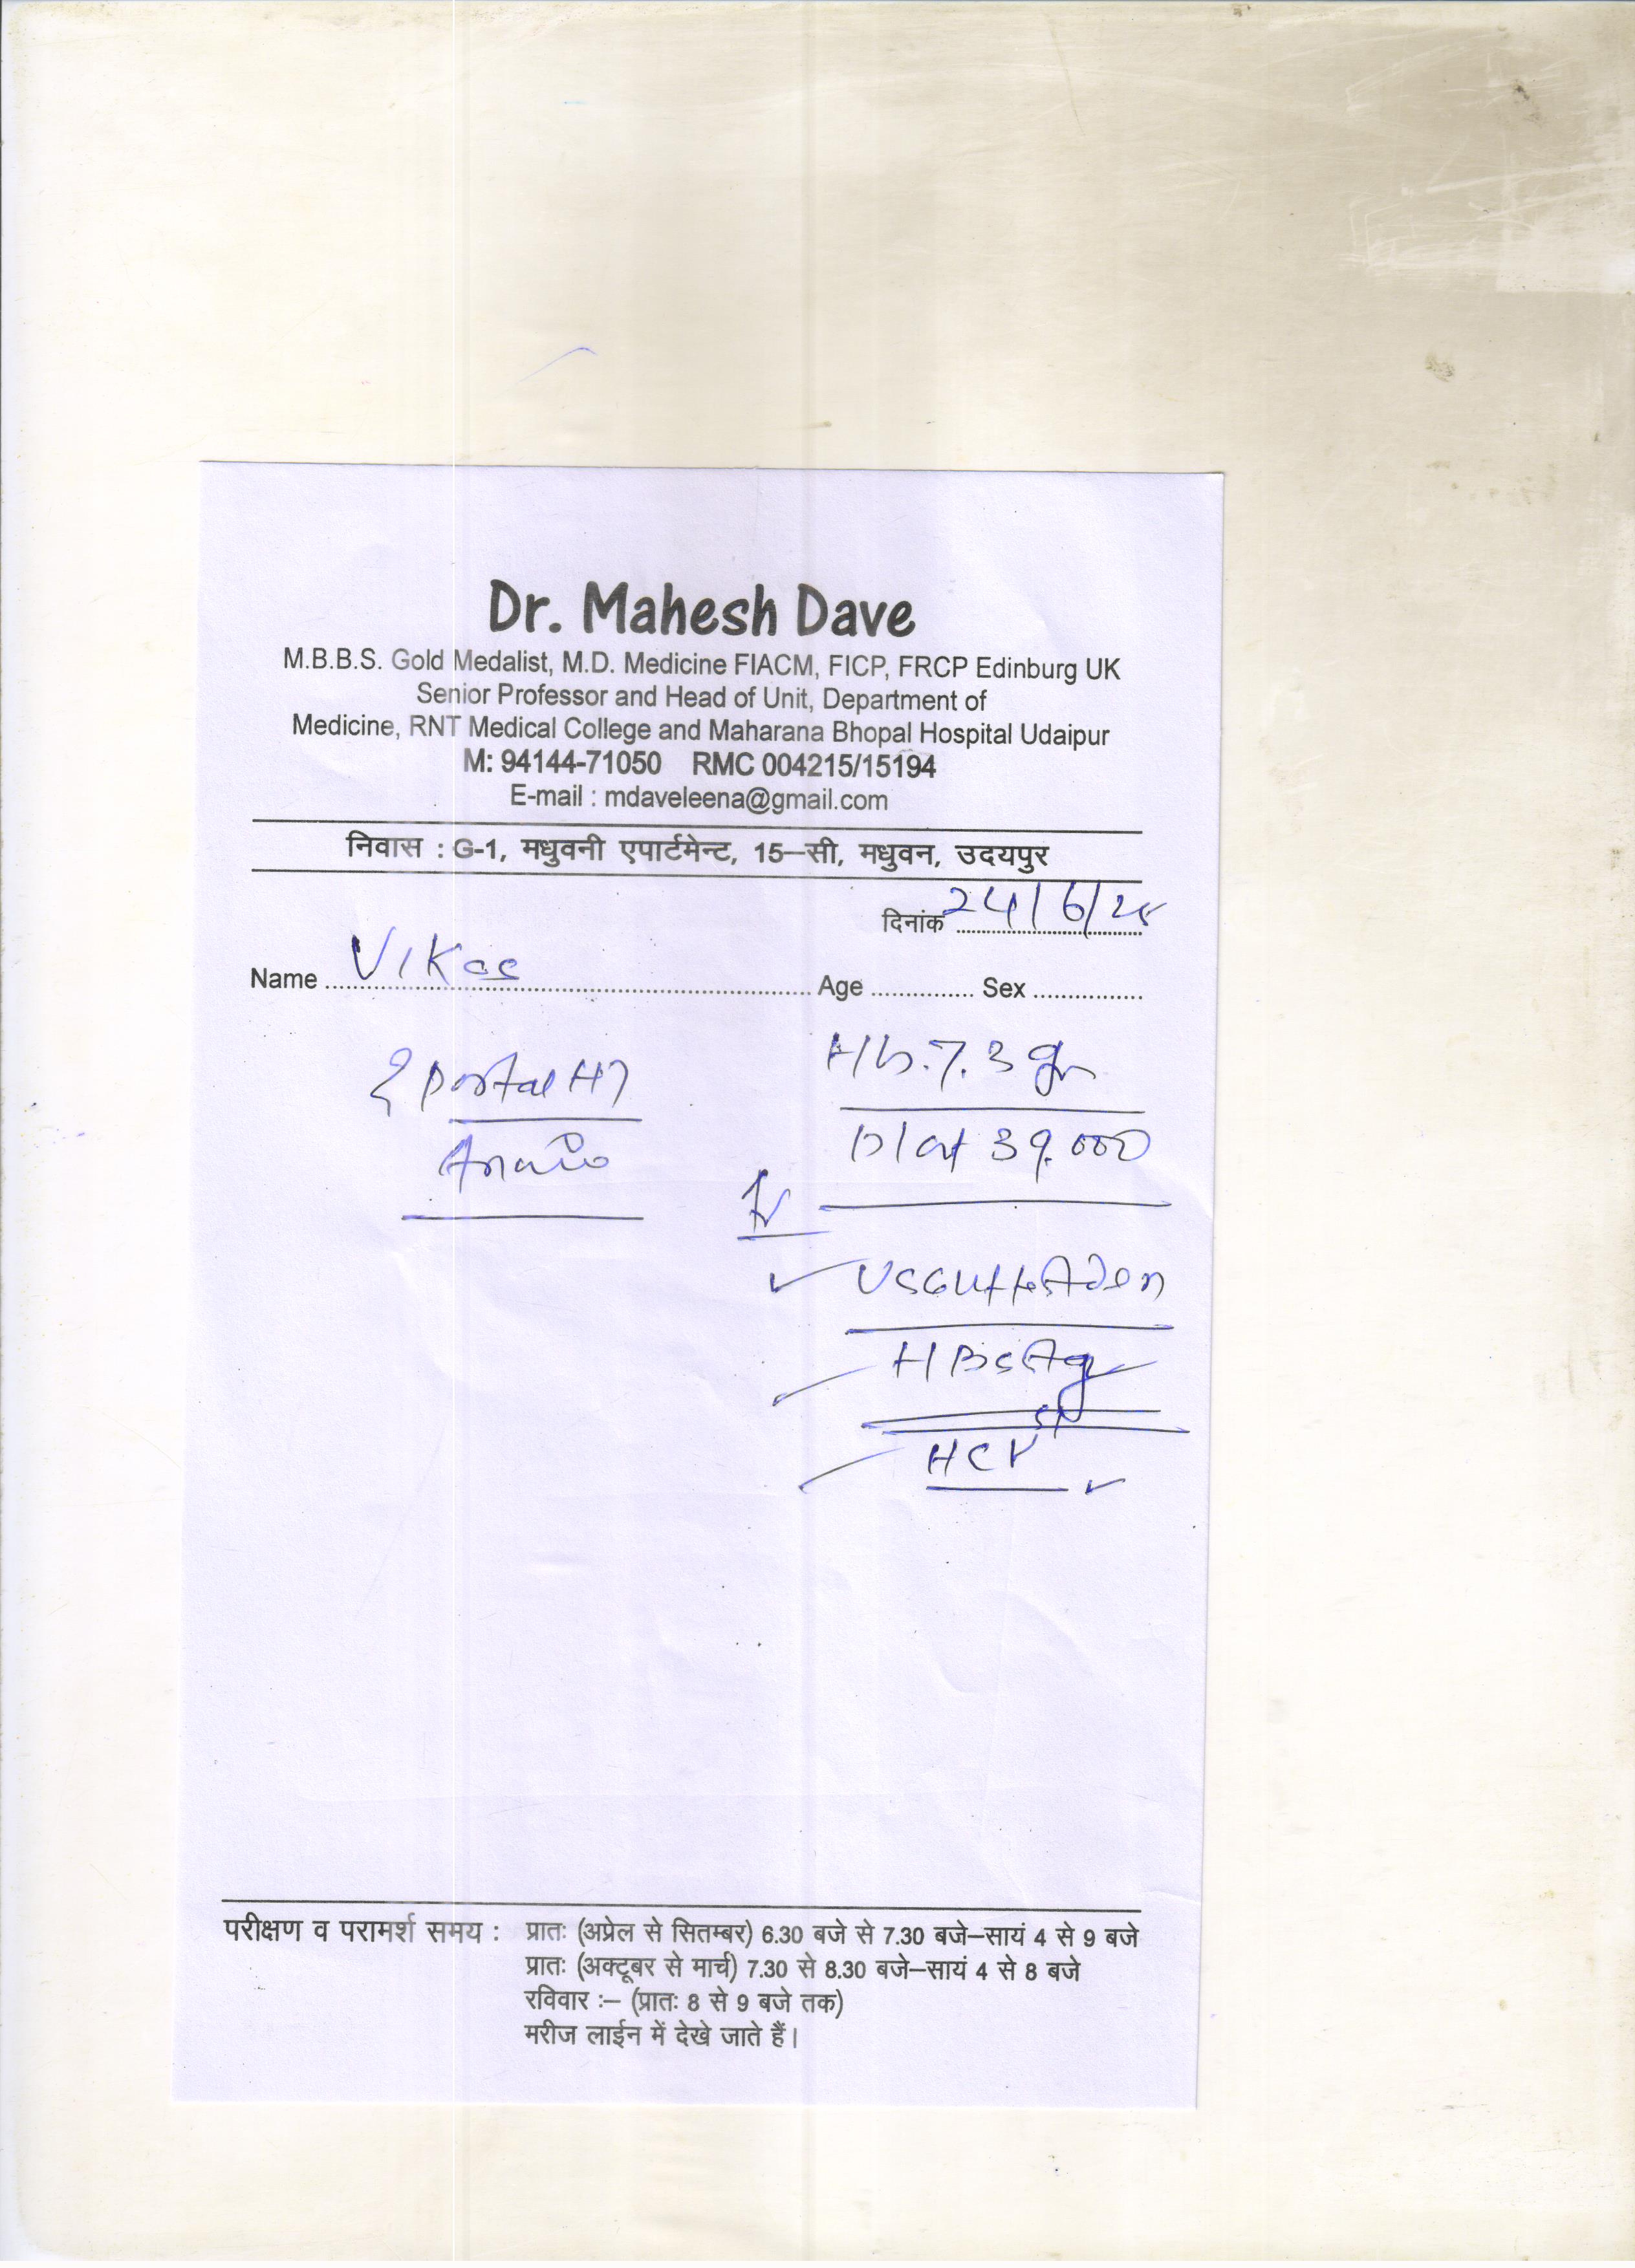 Dr. Mahesh Dave
M.B.B.S. Gold Medalist, M.D. Medicine FIACM, FICP, FRCP Edinburg UK
Senior Professor and Head of Unit, Department of
Medicine, RNT Medical College and Maharana Bhopal Hospital Udaipur
M: 94144-71050 RMC 004215/15194
E-mail : mdaveleena@gmail.com
निवास : G-1, मधुवनी एपार्टमेन्ट, 15–सी, मधुवन, उदयपुर
दिनांक 24/6/25
Name Vikas Age Sex
? Portal HT
Hb. 7.3 gm
Plat 39.000
USG
HBsAg
HCV
परीक्षण व परामर्श समय : प्रातः (अप्रेल से सितम्बर) 6.30 बजे से 7.30 बजे–सायं 4 से 9 बजे
प्रातः (अक्टूबर से मार्च) 7.30 से 8.30 बजे–सायं 4 से 8 बजे
रविवार :– (प्रातः 8 से 9 बजे तक)
मरीज लाईन में देखे जाते हैं।